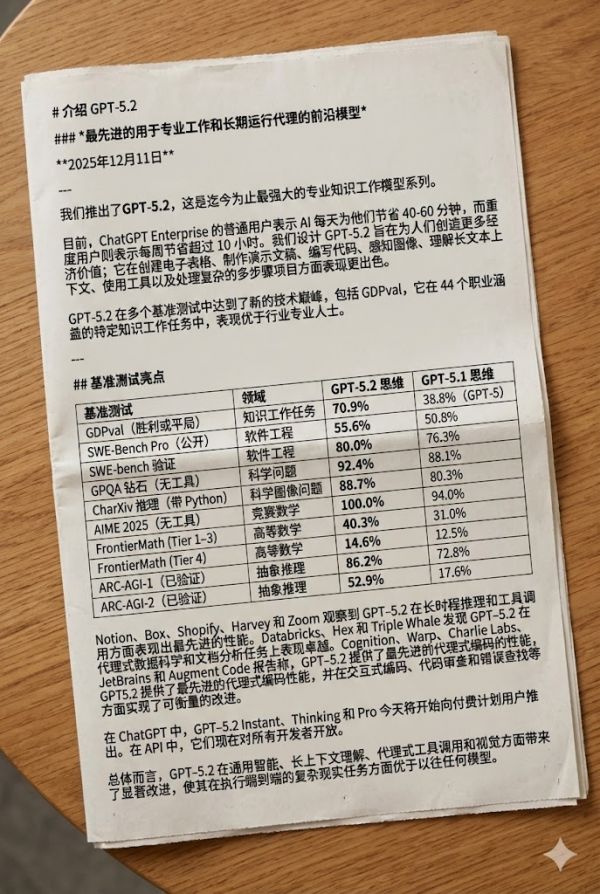 # 介绍 GPT-5.2
### *最先进的用于专业工作和长期运行代理的前沿模型*
**2025年12月11日**
---
我们推出了GPT-5.2，这是迄今为止最强大的专业知识工作模型系列。
目前，ChatGPT Enterprise 的普通用户表示 AI 每天为他们节省 40-60 分钟，而重
度用户则表示每周节省超过 10 小时。我们设计 GPT-5.2 旨在为人们创造更多经
济价值；它在创建电子表格、制作演示文稿、编写代码、感知图像、理解长文本上
下文、使用工具以及处理复杂的多步骤项目方面表现更出色。
GPT-5.2 在多个基准测试中达到了新的技术巅峰，包括 GDPval，它在 44 个职业涵
盖的特定知识工作任务中，表现优于行业专业人士。
---
## 基准测试亮点
基准测试 领域 GPT-5.2 思维 GPT-5.1 思维
GDPval（胜利或平局） 知识工作任务 70.9% 38.8%（GPT-5）
SWE-Bench Pro（公开） 软件工程 55.6% 50.8%
SWE-bench 验证 软件工程 80.0% 76.3%
GPQA 钻石（无工具） 科学问题 92.4% 88.1%
CharXiv 推理（带 Python） 科学图像问题 88.7% 80.3%
AIME 2025（无工具） 竞赛数学 100.0% 94.0%
FrontierMath (Tier 1–3) 高等数学 40.3% 31.0%
FrontierMath (Tier 4) 高等数学 14.6% 12.5%
ARC-AGI-1（已验证） 抽象推理 86.2% 72.8%
ARC-AGI-2（已验证） 抽象推理 52.9% 17.6%
Notion、Box、Shopify、Harvey 和 Zoom 观察到 GPT-5.2 在长时程推理和工具调
用方面表现出最先进的性能。Databricks、Hex 和 Triple Whale 发现 GPT-5.2 在
代理式数据科学和文档分析任务上表现卓越。Cognition、Warp、Charlie Labs、
JetBrains 和 Augment Code 报告称，GPT-5.2 提供了最先进的代理式编码的性能，
GPT5.2 提供了最先进的代理式编码性能，并在交互式编码、代码审查和错误查找等
方面实现了可衡量的改进。
在 ChatGPT 中，GPT-5.2 Instant、Thinking 和 Pro 今天将开始向付费计划用户推
出。在 API 中，它们现在对所有开发者开放。
总体而言，GPT-5.2 在通用智能、长上下文理解、代理式工具调用和视觉方面带来
了显著改进，使其在执行端到端的复杂现实任务方面优于以往任何模型。